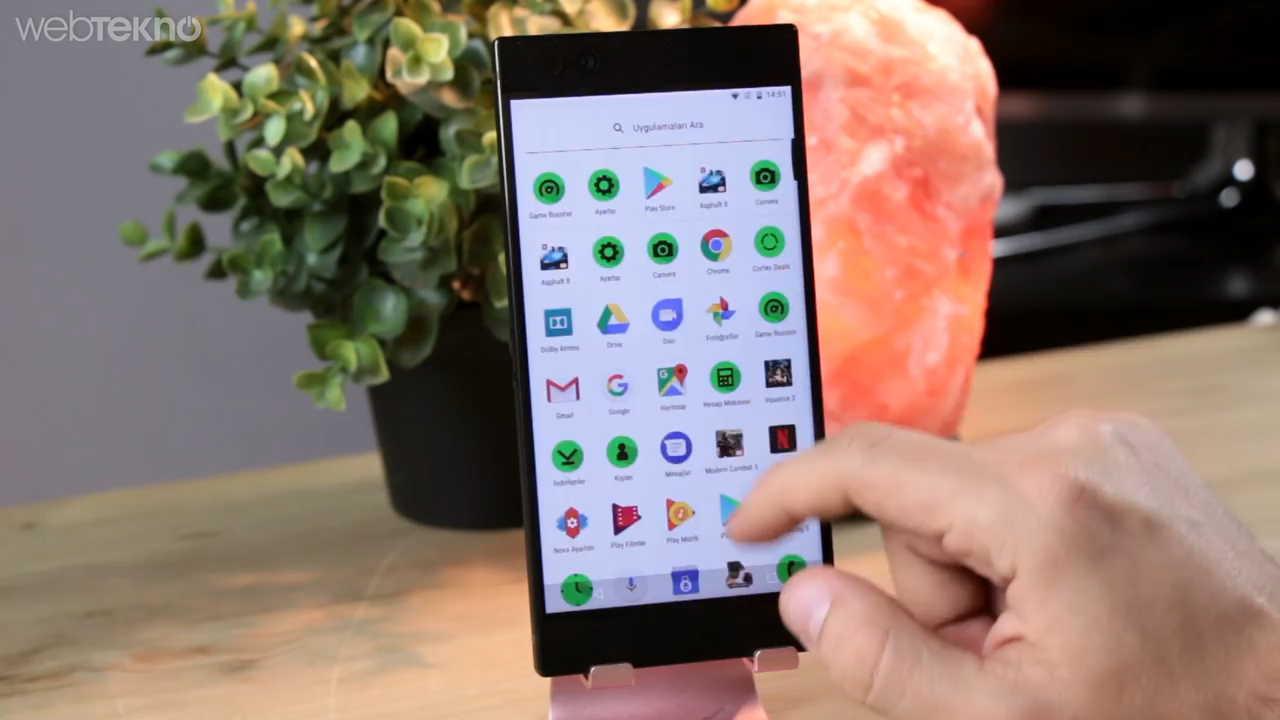 webTEKNO
14:51
Uygulamaları Ara
Game Booster Ayarlar Play Store Asphalt 8 Camera
Asphalt 8 Ayarlar Camera Chrome Cortex Deals
Dolby Atmos Drive Duo Fotoğraflar Game Booster
Gmail Google Haritalar Hesap Makinesi Injustice 2
İndirilenler Kişiler Mesajlar Modern Combat 5
Nova Ayarları Play Filmler Play Müzik